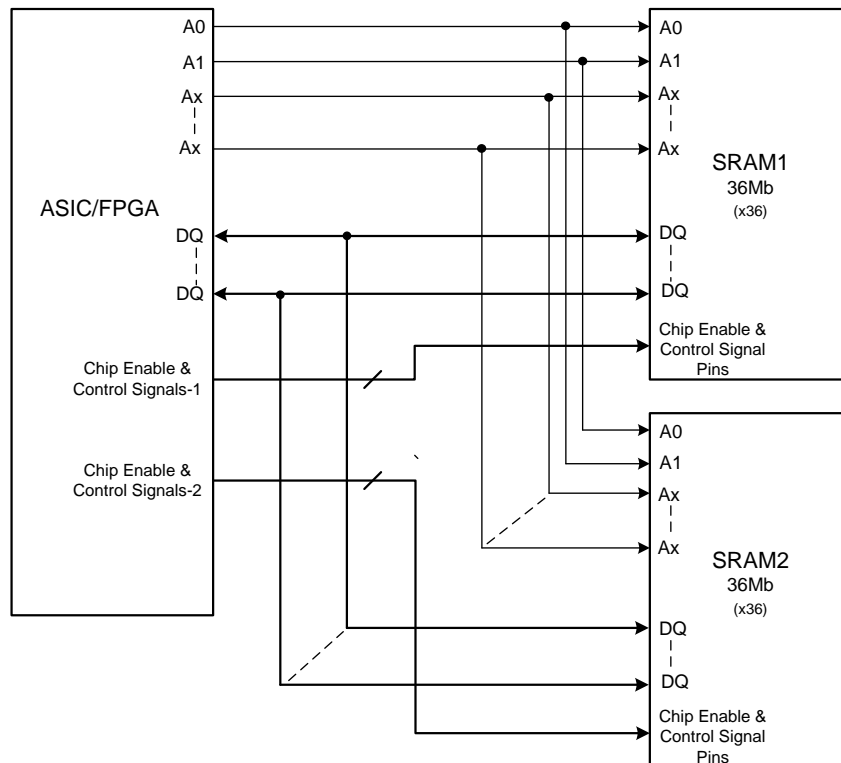 A0
A1
Ax
Ax
ASIC/FPGA
DQ
DQ
Chip Enable &
Control Signals-1
Chip Enable &
Control Signals-2
A0
A1
Ax
Ax
SRAM1
36Mb
(x36)
DQ
DQ
Chip Enable &
Control Signal
Pins
A0
A1
Ax
Ax
SRAM2
36Mb
(x36)
DQ
DQ
Chip Enable &
Control Signal
Pins